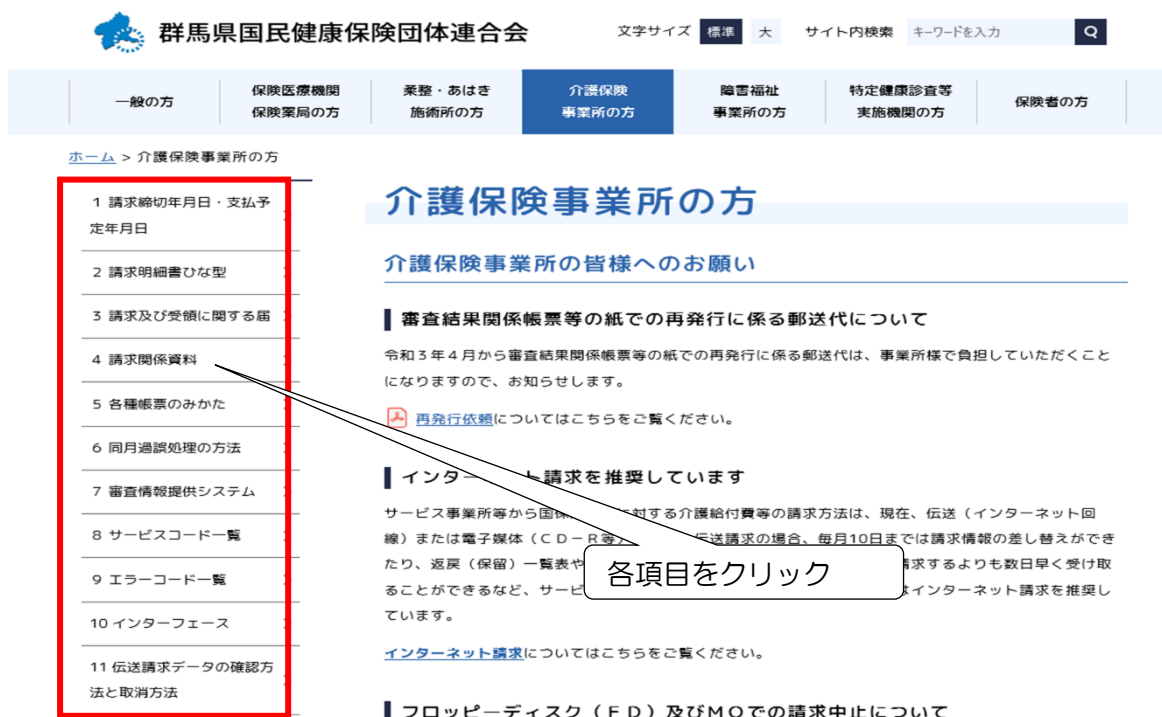 群馬県国民健康保険団体連合会
文字サイズ 標準 大 サイト内検索 キーワードを入力
一般の方
保険医療機関
保険薬局の方
柔整・あはき
施術所の方
介護保険
事業所の方
障害福祉
事業所の方
特定健康診査等
実施機関の方
保険者の方
ホーム > 介護保険事業所の方
1 請求締切年月日・支払予
定年月日
2 請求明細書ひな型
3 請求及び受領に関する届
4 請求関係資料
5 各種帳票のみかた
6 同月過誤処理の方法
7 審査情報提供システム
8 サービスコード一覧
9 エラーコード一覧
10 インターフェース
11 伝送請求データの確認方
法と取消方法
介護保険事業所の方
介護保険事業所の皆様へのお願い
審査結果関係帳票等の紙での再発行に係る郵送代について
令和3年4月から審査結果関係帳票等の紙での再発行に係る郵送代は、事業所様で負担していただくこと
になりますので、お知らせします。
再発行依頼についてはこちらをご覧ください。
インターネット請求を推奨しています
サービス事業所等から国保 対する介護給付費等の請求方法は、現在、伝送（インターネット回
線）または電子媒体（CD－R等） 伝送請求の場合、毎月10日までは請求情報の差し替えができ
たり、返戻（保留）一覧表や 請求するよりも数日早く受け取
ることができるなど、サービ はインターネット請求を推奨し
ています。
各項目をクリック
インターネット請求についてはこちらをご覧ください。
フロッピーディスク（FD）及びMOでの請求中止について